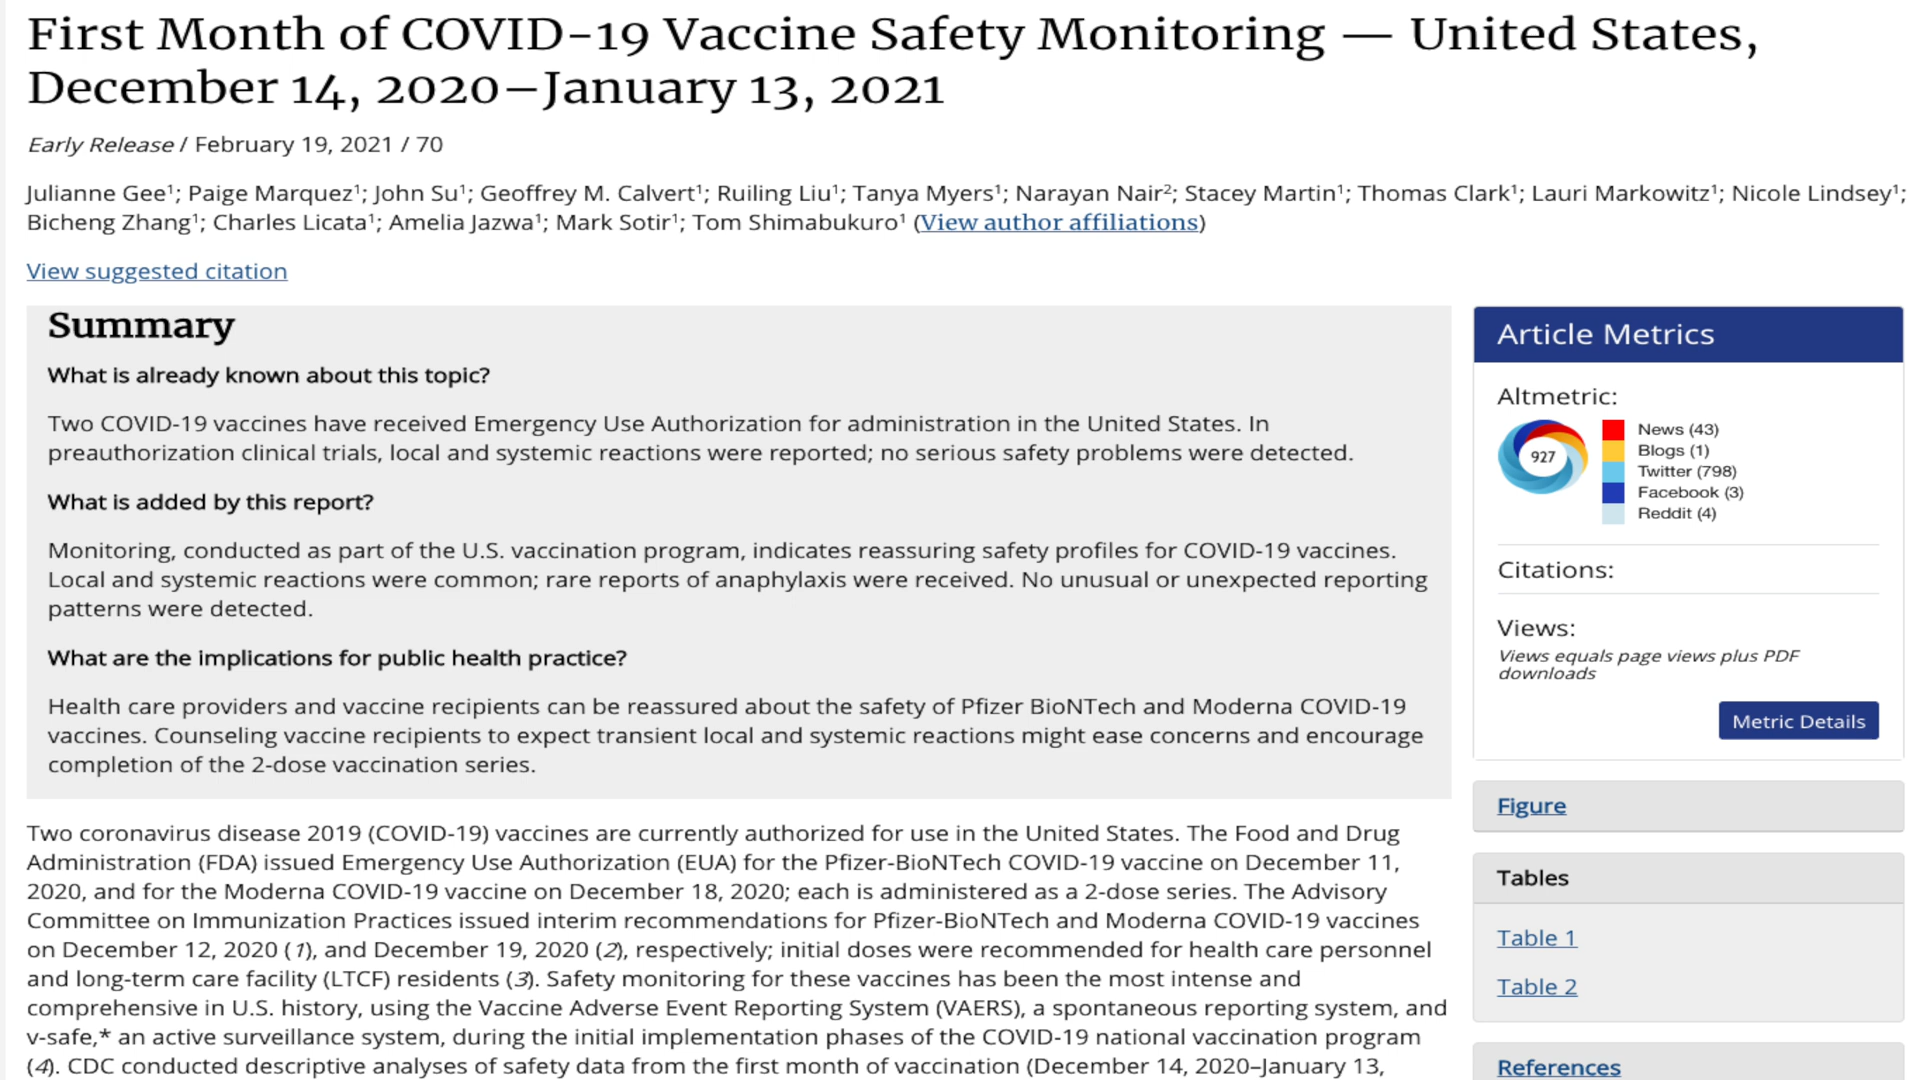 First Month of COVID-19 Vaccine Safety Monitoring — United States,
December 14, 2020–January 13, 2021
Early Release / February 19, 2021 / 70
Julianne Gee¹; Paige Marquez¹; John Su¹; Geoffrey M. Calvert¹; Ruiling Liu¹; Tanya Myers¹; Narayan Nair²; Stacey Martin¹; Thomas Clark¹; Lauri Markowitz¹; Nicole Lindsey¹;
Bicheng Zhang¹; Charles Licata¹; Amelia Jazwa¹; Mark Sotir¹; Tom Shimabukuro¹ (View author affiliations)
View suggested citation
Summary
What is already known about this topic?
Two COVID-19 vaccines have received Emergency Use Authorization for administration in the United States. In
preauthorization clinical trials, local and systemic reactions were reported; no serious safety problems were detected.
What is added by this report?
Monitoring, conducted as part of the U.S. vaccination program, indicates reassuring safety profiles for COVID-19 vaccines.
Local and systemic reactions were common; rare reports of anaphylaxis were received. No unusual or unexpected reporting
patterns were detected.
What are the implications for public health practice?
Health care providers and vaccine recipients can be reassured about the safety of Pfizer BioNTech and Moderna COVID-19
vaccines. Counseling vaccine recipients to expect transient local and systemic reactions might ease concerns and encourage
completion of the 2-dose vaccination series.
Two coronavirus disease 2019 (COVID-19) vaccines are currently authorized for use in the United States. The Food and Drug
Administration (FDA) issued Emergency Use Authorization (EUA) for the Pfizer-BioNTech COVID-19 vaccine on December 11,
2020, and for the Moderna COVID-19 vaccine on December 18, 2020; each is administered as a 2-dose series. The Advisory
Committee on Immunization Practices issued interim recommendations for Pfizer-BioNTech and Moderna COVID-19 vaccines
on December 12, 2020 (1), and December 19, 2020 (2), respectively; initial doses were recommended for health care personnel
and long-term care facility (LTCF) residents (3). Safety monitoring for these vaccines has been the most intense and
comprehensive in U.S. history, using the Vaccine Adverse Event Reporting System (VAERS), a spontaneous reporting system, and
v-safe,* an active surveillance system, during the initial implementation phases of the COVID-19 national vaccination program
(4). CDC conducted descriptive analyses of safety data from the first month of vaccination (December 14, 2020–January 13,
Article Metrics
Altmetric:
927
News (43)
Blogs (1)
Twitter (798)
Facebook (3)
Reddit (4)
Citations:
Views:
Views equals page views plus PDF
downloads
Metric Details
Figure
Tables
Table 1
Table 2
References